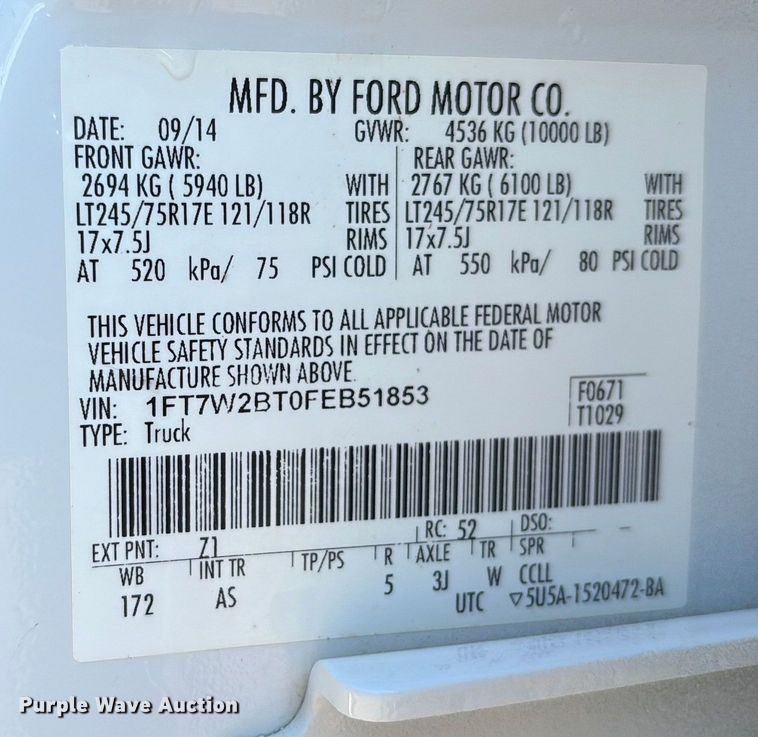 MFD. BY FORD MOTOR CO.
DATE: 09/14 GVWR: 4536 KG (10000 LB)
FRONT GAWR: REAR GAWR:
2694 KG ( 5940 LB) WITH 2767 KG ( 6100 LB) WITH
LT245/75R17E 121/118R TIRES LT245/75R17E 121/118R TIRES
17x7.5J RIMS 17x7.5J RIMS
AT 520 kPa/ 75 PSI COLD AT 550 kPa/ 80 PSI COLD
THIS VEHICLE CONFORMS TO ALL APPLICABLE FEDERAL MOTOR
VEHICLE SAFETY STANDARDS IN EFFECT ON THE DATE OF
MANUFACTURE SHOWN ABOVE.
VIN: 1FT7W2BT0FEB51853 F0671
TYPE: Truck T1029
EXT PNT: Z1 RC: 52 DSO:
WB INT TR TP/PS R AXLE TR SPR
172 AS 5 3J W CCLL
UTC ▽5U5A-1520472-BA
Purple Wave Auction